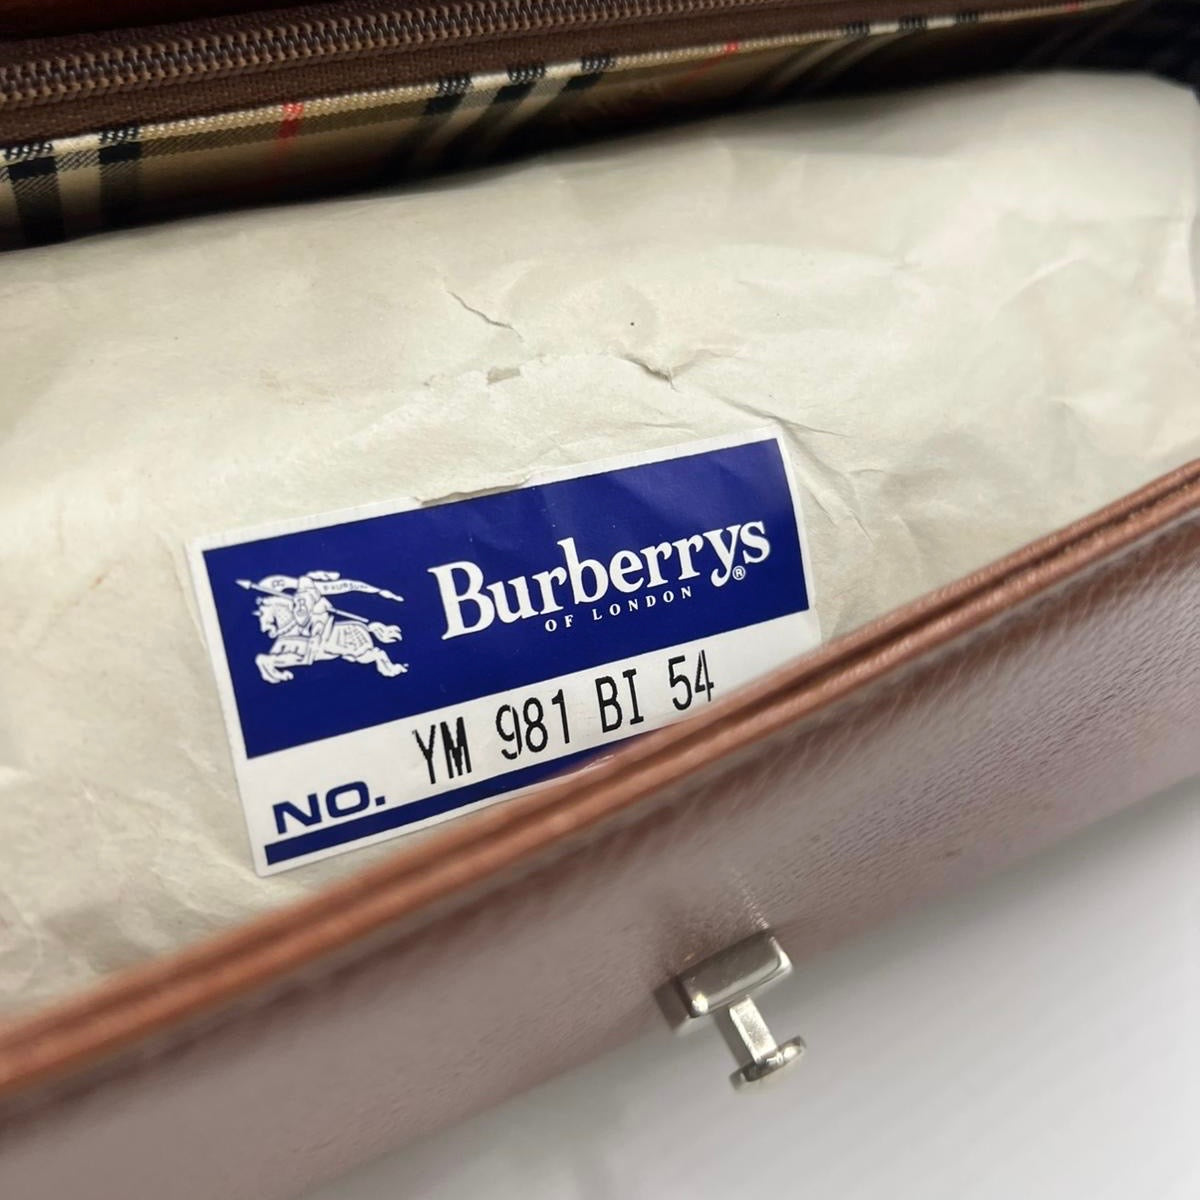 Burberrys®
OF LONDON
NO. YM 981 BI 54